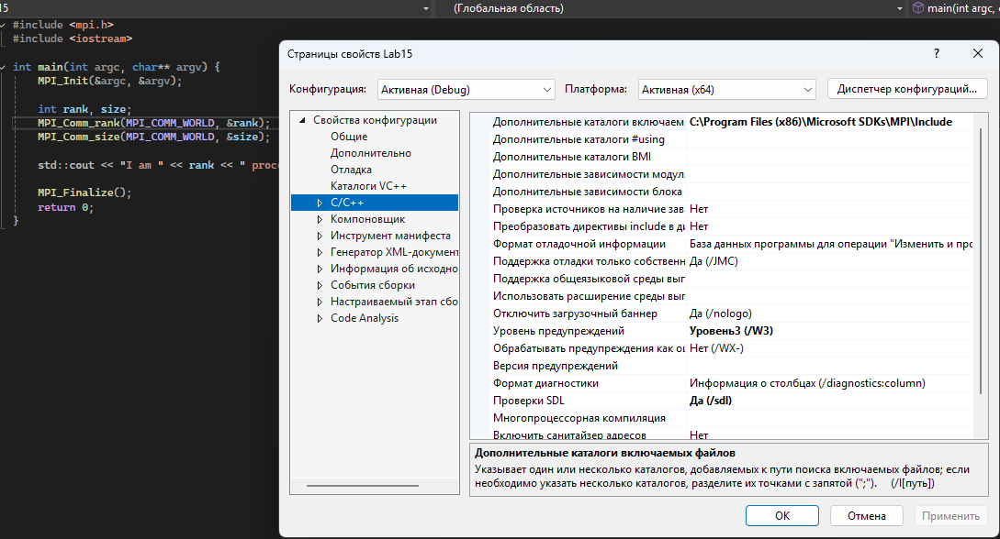 15
(Глобальная область)
main(int argc, c
#include <mpi.h>
#include <iostream>
int main(int argc, char** argv) {
MPI_Init(&argc, &argv);
int rank, size;
MPI_Comm_rank(MPI_COMM_WORLD, &rank);
MPI_Comm_size(MPI_COMM_WORLD, &size);
std::cout << "I am " << rank << " proc
MPI_Finalize();
return 0;
}
Страницы свойств Lab15
?
Конфигурация:
Активная (Debug)
Платформа:
Активная (x64)
Диспетчер конфигураций...
Свойства конфигурации
Общие
Дополнительно
Отладка
Каталоги VC++
C/C++
Компоновщик
Инструмент манифеста
Генератор XML-документ
Информация об исходно
События сборки
Настраиваемый этап сбо
Code Analysis
Дополнительные каталоги включаем C:\Program Files (x86)\Microsoft SDKs\MPI\Include
Дополнительные каталоги #using
Дополнительные каталоги BMI
Дополнительные зависимости модул
Дополнительные зависимости блока
Проверка источников на наличие зав Нет
Преобразовать директивы include в ди Нет
Формат отладочной информации База данных программы для операции "Изменить и про
Поддержка отладки только собственн Да (/JMC)
Поддержка общеязыковой среды вып
Использовать расширение среды вып
Отключить загрузочный баннер Да (/nologo)
Уровень предупреждений Уровень3 (/W3)
Обрабатывать предупреждения как ош Нет (/WX-)
Версия предупреждений
Формат диагностики Информация о столбцах (/diagnostics:column)
Проверки SDL Да (/sdl)
Многопроцессорная компиляция
Включить санитайзер адресов Нет
Дополнительные каталоги включаемых файлов
Указывает один или несколько каталогов, добавляемых к пути поиска включаемых файлов; если
необходимо указать несколько каталогов, разделите их точками с запятой (";"). (/I[путь])
ОК
Отмена
Применить